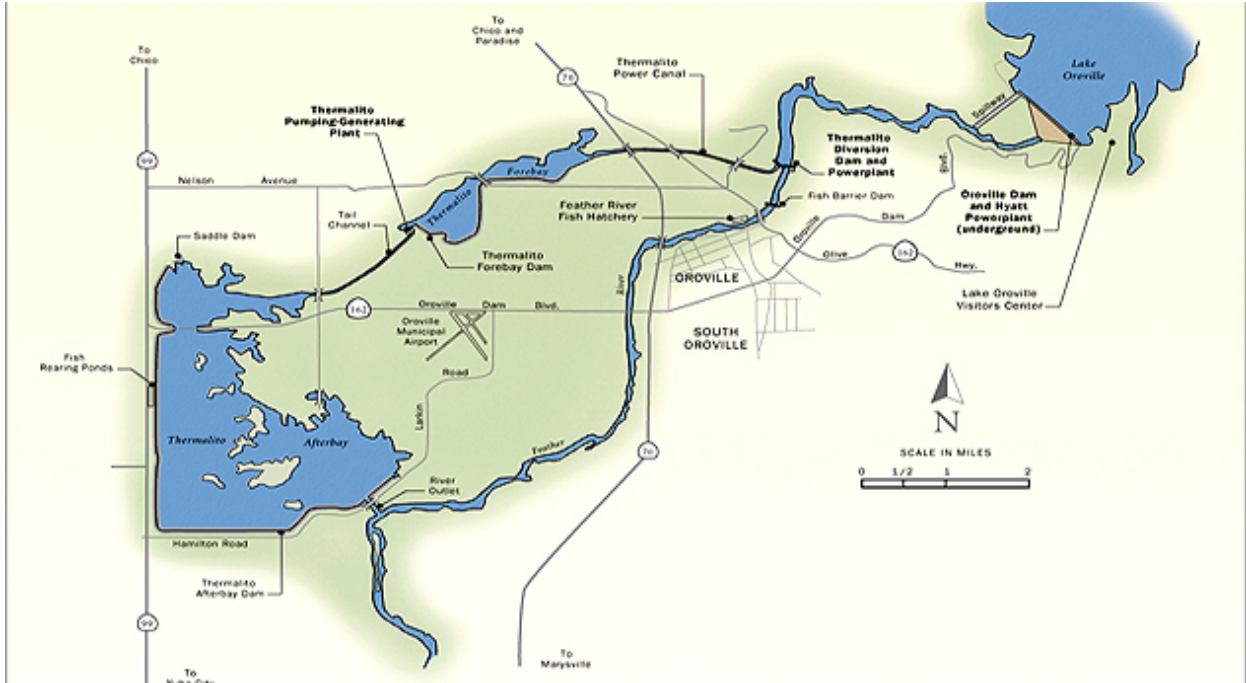 To
Chico and
Paradise
To
Chico
70
Thermalito
Power Canal
Lake
Oroville
Thermalito
Pumping-Generating
Plant
Spillway
99
Thermalito
Diversion
Dam and
Powerplant
Forebay
Nelson Avenue
Blvd.
Thermalito
Fish Barrier Dam
Oroville Dam
and Hyatt
Powerplant
(underground)
Feather River
Fish Hatchery
Tail
Channel
Saddle Dam
Oroville Dam
Thermalito
Forebay Dam
Olive
162
Hwy.
OROVILLE
River
Lake Oroville
Visitors Center
162
Oroville Dam Blvd.
Oroville
Municipal
Airport
SOUTH
OROVILLE
Fish
Rearing Ponds
Road
Larkin
N
Thermalito Afterbay
Feather
70
SCALE IN MILES
0 1/2 1 2
River
Outlet
Hamilton Road
Thermalito
Afterbay Dam
99
To
Marysville
To